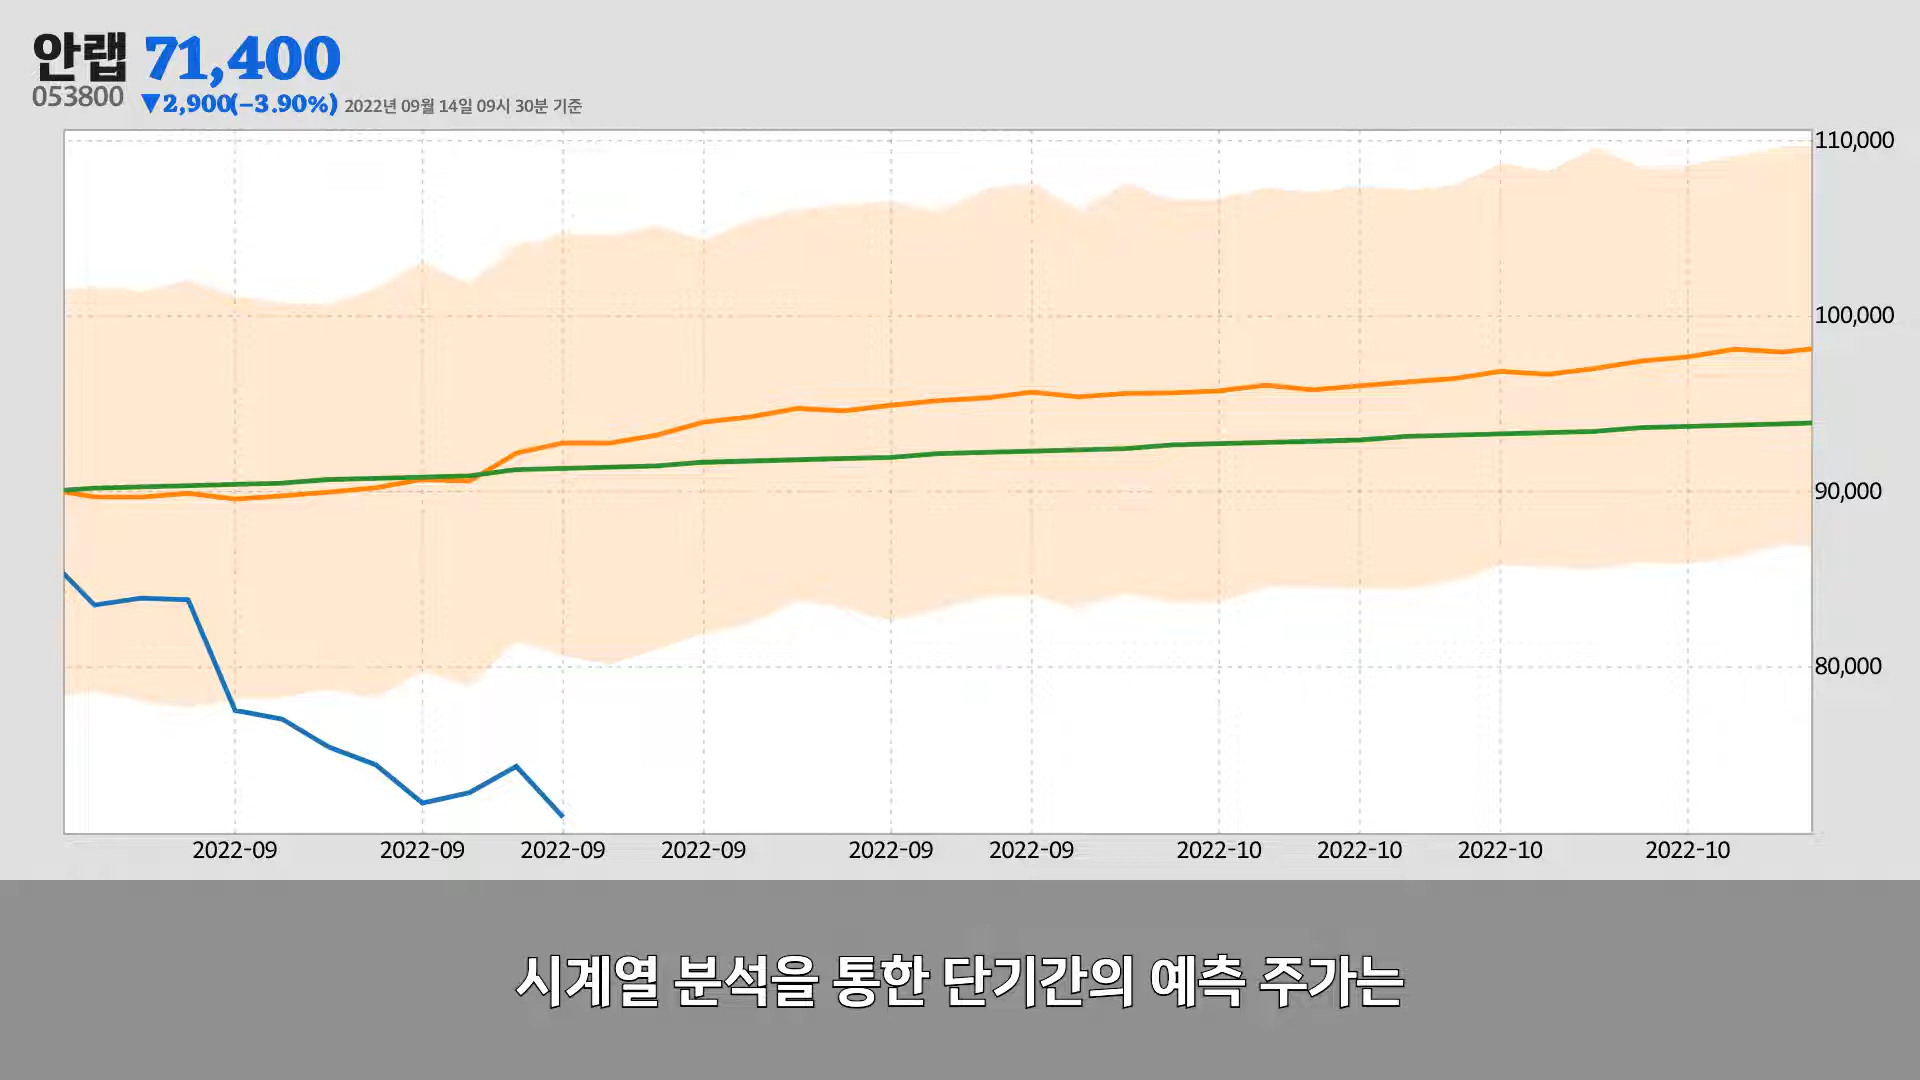 안랩 71,400
053800 ▼2,900(−3.90%) 2022년 09월 14일 09시 30분 기준
110,000
100,000
90,000
80,000
2022-09 2022-09 2022-09 2022-09 2022-09 2022-09 2022-10 2022-10 2022-10 2022-10
시계열 분석을 통한 단기간의 예측 주가는